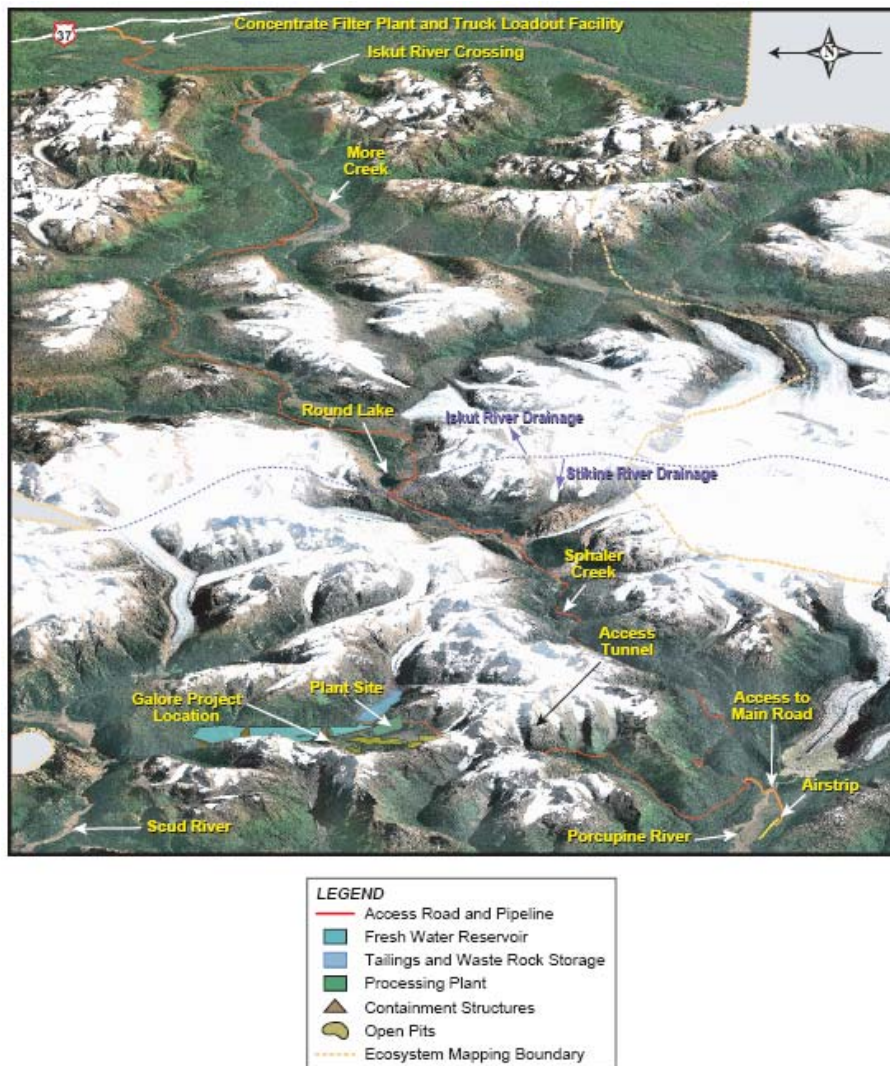 Concentrate Filter Plant and Truck Loadout Facility
37
Iskut River Crossing
N
More
Creek
Round Lake
Iskut River Drainage
Stikine River Drainage
Sphaler
Creek
Access
Tunnel
Plant Site
Galore Project
Location
Access to
Main Road
Airstrip
Scud River
Porcupine River
LEGEND
Access Road and Pipeline
Fresh Water Reservoir
Tailings and Waste Rock Storage
Processing Plant
Containment Structures
Open Pits
Ecosystem Mapping Boundary